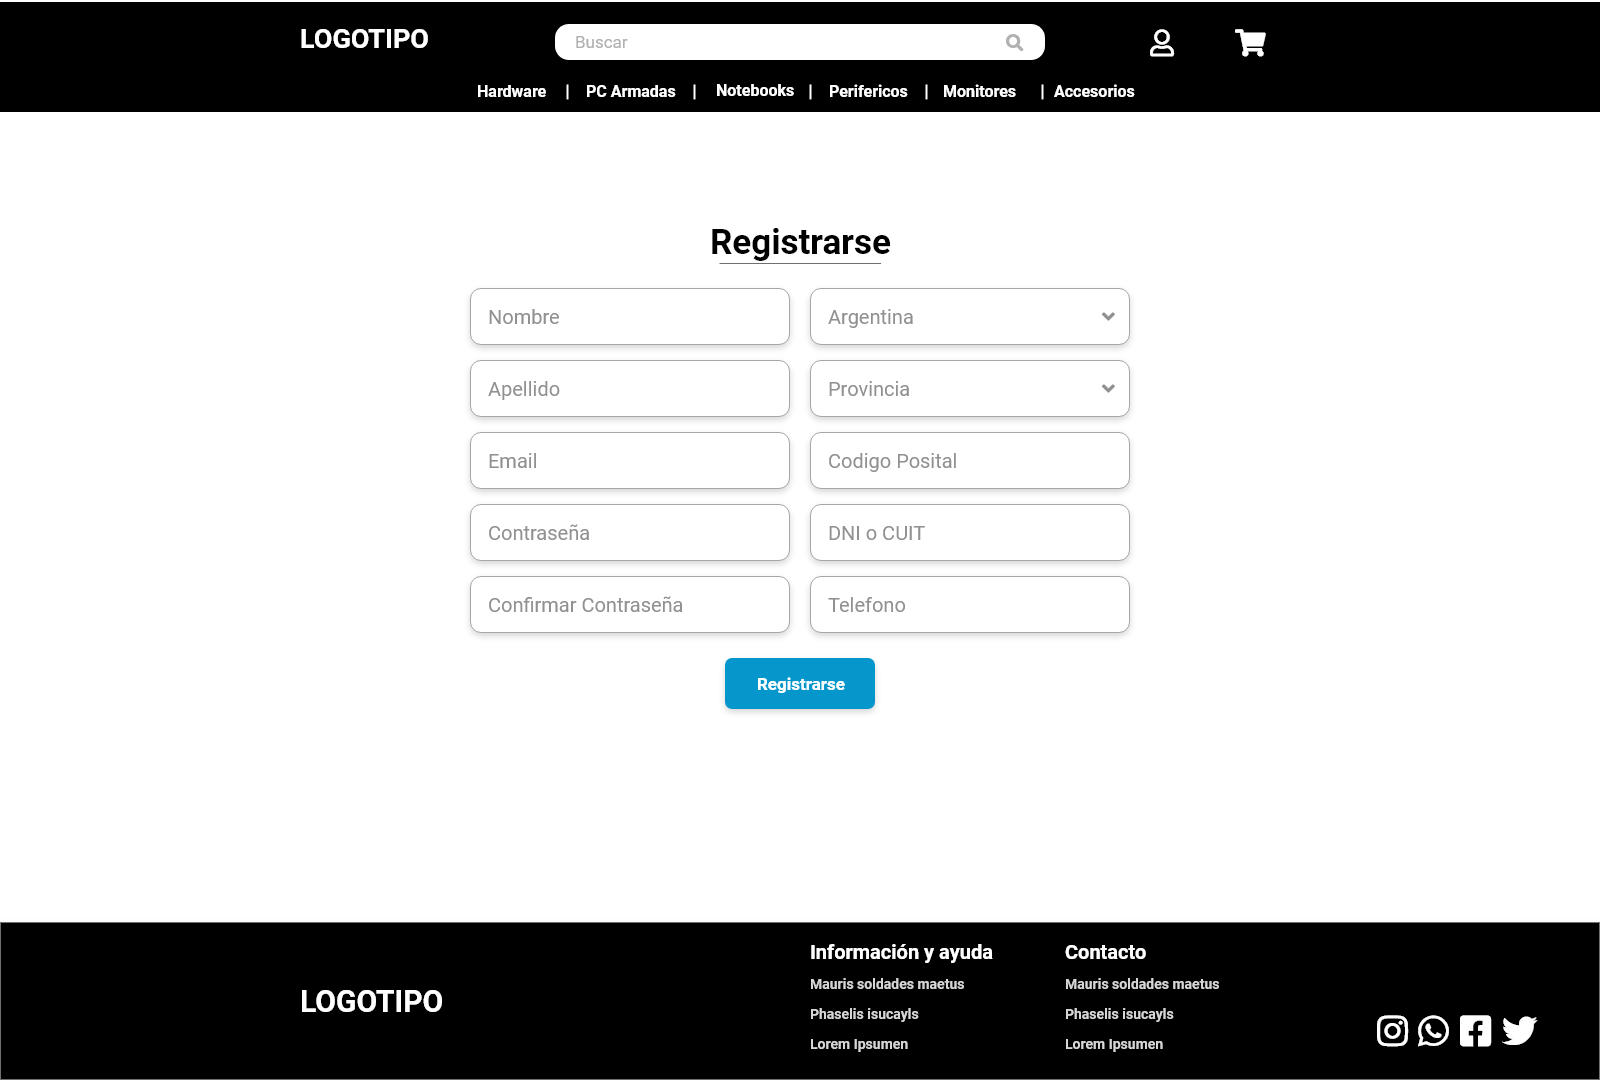 LOGOTIPO
Buscar
Hardware | PC Armadas | Notebooks | Perifericos | Monitores | Accesorios
Registrarse
Nombre
Argentina
Apellido
Provincia
Email
Codigo Posital
Contraseña
DNI o CUIT
Confirmar Contraseña
Telefono
Registrarse
LOGOTIPO
Información y ayuda
Mauris soldades maetus
Phaselis isucayls
Lorem Ipsumen
Contacto
Mauris soldades maetus
Phaselis isucayls
Lorem Ipsumen